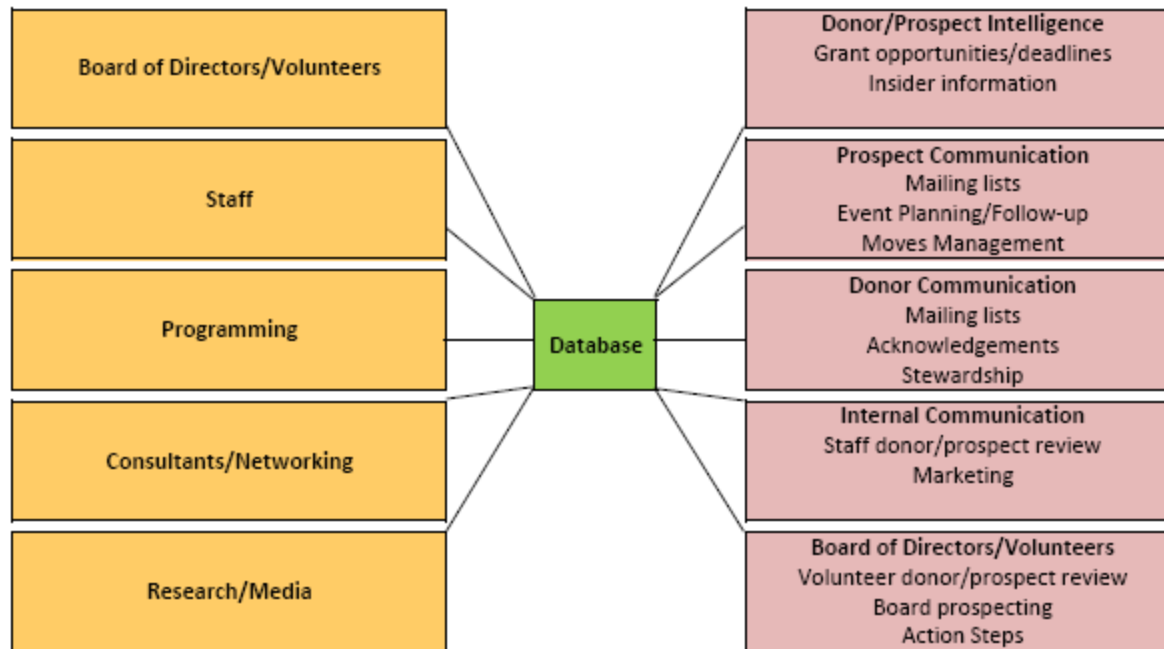 Board of Directors/Volunteers
Staff
Programming
Consultants/Networking
Research/Media
Database
Donor/Prospect Intelligence
Grant opportunities/deadlines
Insider information
Prospect Communication
Mailing lists
Event Planning/Follow-up
Moves Management
Donor Communication
Mailing lists
Acknowledgements
Stewardship
Internal Communication
Staff donor/prospect review
Marketing
Board of Directors/Volunteers
Volunteer donor/prospect review
Board prospecting
Action Steps